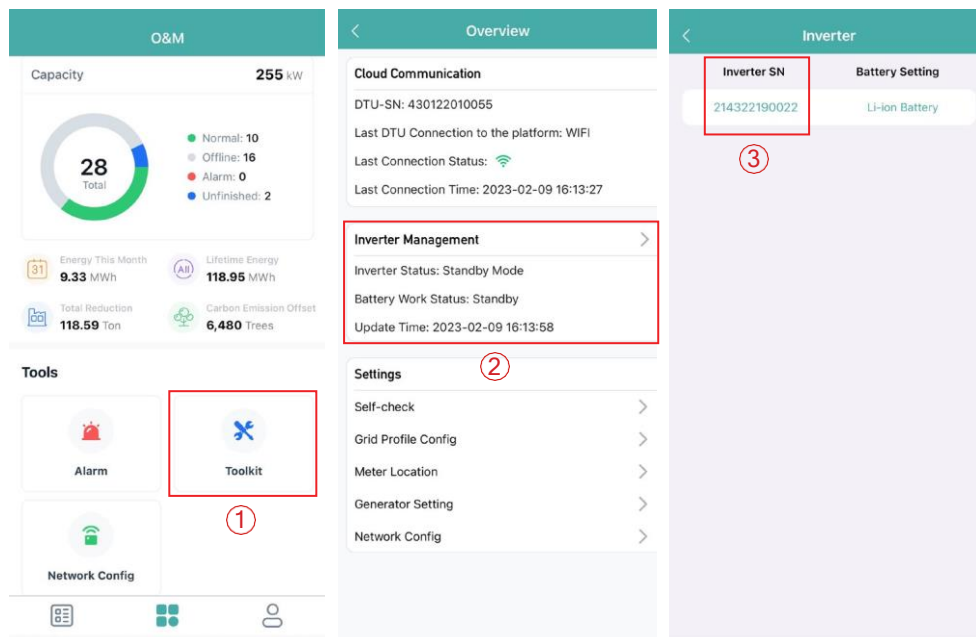 O&M
Capacity
255 kW
28
Total
Normal: 10
Offline: 16
Alarm: 0
Unfinished: 2
31
Energy This Month
9.33 MWh
All
Lifetime Energy
118.95 MWh
Total Reduction
118.59 Ton
Carbon Emission Offset
6,480 Trees
Tools
Alarm
Toolkit
①
Network Config
Overview
Cloud Communication
DTU-SN: 430122010055
Last DTU Connection to the platform: WIFI
Last Connection Status:
Last Connection Time: 2023-02-09 16:13:27
Inverter Management
Inverter Status: Standby Mode
Battery Work Status: Standby
Update Time: 2023-02-09 16:13:58
②
Settings
Self-check
Grid Profile Config
Meter Location
Generator Setting
Network Config
Inverter
Inverter SN
Battery Setting
214322190022
Li-ion Battery
③